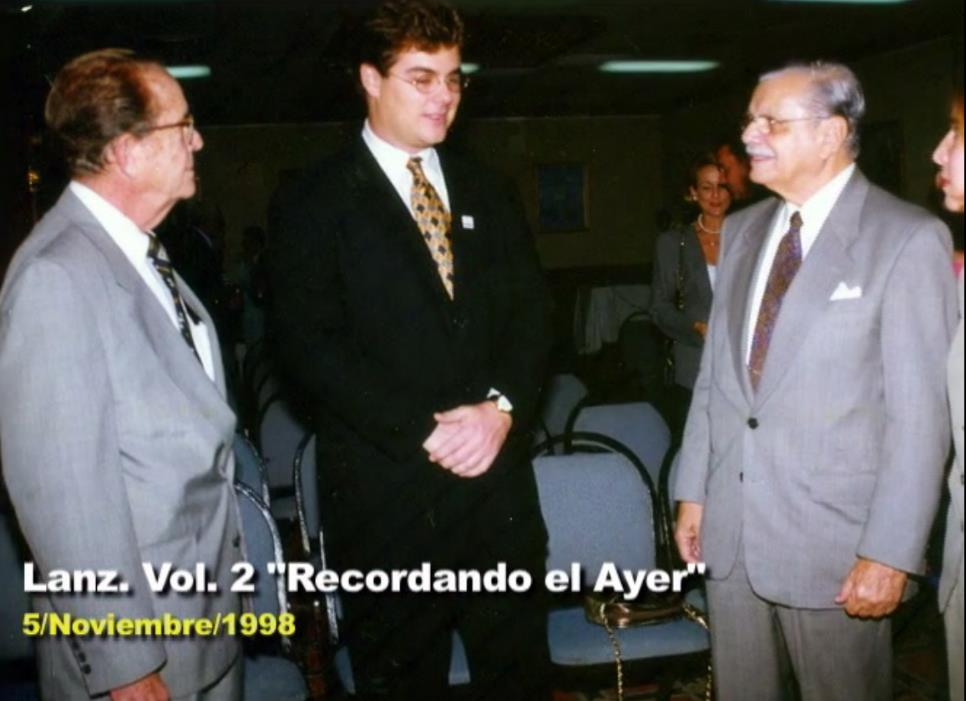 Lanz. Vol. 2 "Recordando el Ayer"
5/Noviembre/1998